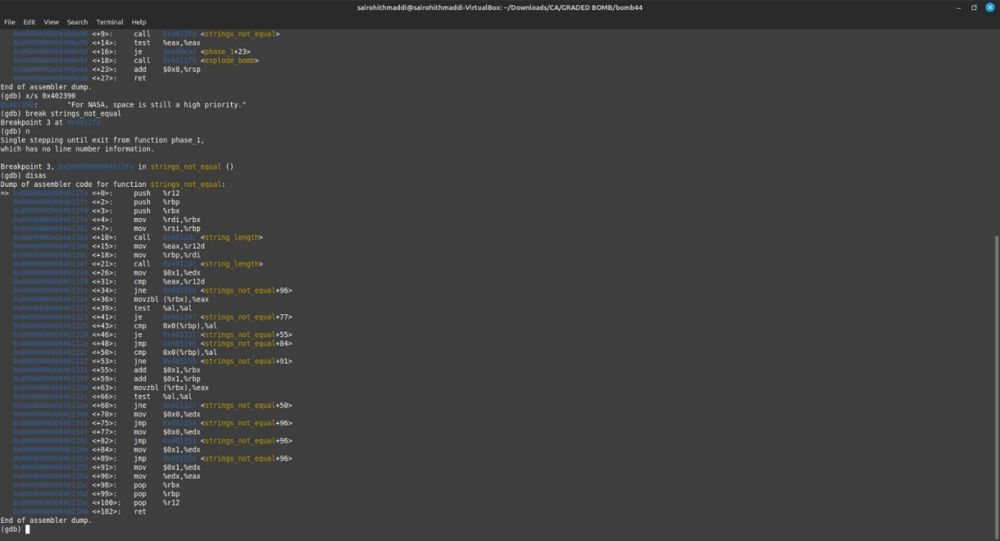 sairohithmaddi@sairohithmaddi-VirtualBox: ~/Downloads/CA/GRADED BOMB/bomb44
File Edit View Search Terminal Help
0x0000000000400e96 <+9>: call 0x4012fa <strings_not_equal>
0x0000000000400e9b <+14>: test %eax,%eax
0x0000000000400e9d <+16>: je 0x400ea4 <phase_1+23>
0x0000000000400e9f <+18>: call 0x4013f9 <explode_bomb>
0x0000000000400ea4 <+23>: add $0x8,%rsp
0x0000000000400ea8 <+27>: ret
End of assembler dump.
(gdb) x/s 0x402390
0x402390: "For NASA, space is still a high priority."
(gdb) break strings_not_equal
Breakpoint 3 at 0x4012fa
(gdb) n
Single stepping until exit from function phase_1,
which has no line number information.
Breakpoint 3, 0x00000000004012fa in strings_not_equal ()
(gdb) disas
Dump of assembler code for function strings_not_equal:
=> 0x00000000004012fa <+0>: push %r12
0x00000000004012fc <+2>: push %rbp
0x00000000004012fd <+3>: push %rbx
0x00000000004012fe <+4>: mov %rdi,%rbx
0x0000000000401301 <+7>: mov %rsi,%rbp
0x0000000000401304 <+10>: call 0x4012dc <string_length>
0x0000000000401309 <+15>: mov %eax,%r12d
0x000000000040130c <+18>: mov %rbp,%rdi
0x000000000040130f <+21>: call 0x4012dc <string_length>
0x0000000000401314 <+26>: mov $0x1,%edx
0x0000000000401319 <+31>: cmp %eax,%r12d
0x000000000040131c <+34>: jne 0x40135a <strings_not_equal+96>
0x000000000040131e <+36>: movzbl (%rbx),%eax
0x0000000000401321 <+39>: test %al,%al
0x0000000000401323 <+41>: je 0x401347 <strings_not_equal+77>
0x0000000000401325 <+43>: cmp 0x0(%rbp),%al
0x0000000000401328 <+46>: je 0x401331 <strings_not_equal+55>
0x000000000040132a <+48>: jmp 0x40134e <strings_not_equal+84>
0x000000000040132c <+50>: cmp 0x0(%rbp),%al
0x000000000040132f <+53>: jne 0x401355 <strings_not_equal+91>
0x0000000000401331 <+55>: add $0x1,%rbx
0x0000000000401335 <+59>: add $0x1,%rbp
0x0000000000401339 <+63>: movzbl (%rbx),%eax
0x000000000040133c <+66>: test %al,%al
0x000000000040133e <+68>: jne 0x40132c <strings_not_equal+50>
0x0000000000401340 <+70>: mov $0x0,%edx
0x0000000000401345 <+75>: jmp 0x40135a <strings_not_equal+96>
0x0000000000401347 <+77>: mov $0x0,%edx
0x000000000040134c <+82>: jmp 0x40135a <strings_not_equal+96>
0x000000000040134e <+84>: mov $0x1,%edx
0x0000000000401353 <+89>: jmp 0x40135a <strings_not_equal+96>
0x0000000000401355 <+91>: mov $0x1,%edx
0x000000000040135a <+96>: mov %edx,%eax
0x000000000040135c <+98>: pop %rbx
0x000000000040135d <+99>: pop %rbp
0x000000000040135e <+100>: pop %r12
0x0000000000401360 <+102>: ret
End of assembler dump.
(gdb)